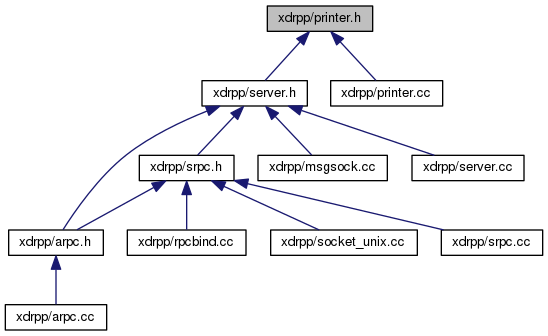 xdrpp/printer.h
xdrpp/server.h
xdrpp/printer.cc
xdrpp/srpc.h
xdrpp/msgsock.cc
xdrpp/server.cc
xdrpp/arpc.h
xdrpp/rpcbind.cc
xdrpp/socket_unix.cc
xdrpp/srpc.cc
xdrpp/arpc.cc